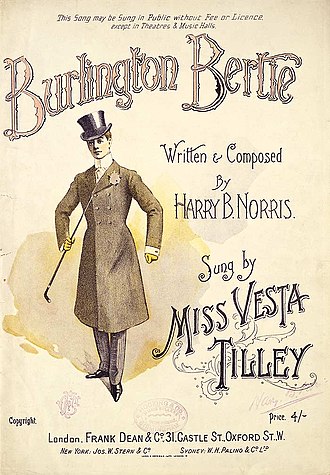 This Song may be Sung in Public without Fee or Licence,
except in Theatres & Music Halls.
Burlington Bertie
Written & Composed
By
HARRY B. NORRIS.
Sung by
MISS VESTA
TILLEY
Copyright.
Price. 4/-
London, FRANK DEAN & Co. 31, CASTLE ST, OXFORD ST. W.
NEW YORK: JOS. W. STERN & Co. SYDNEY: W. H. PALING & Co. LTD